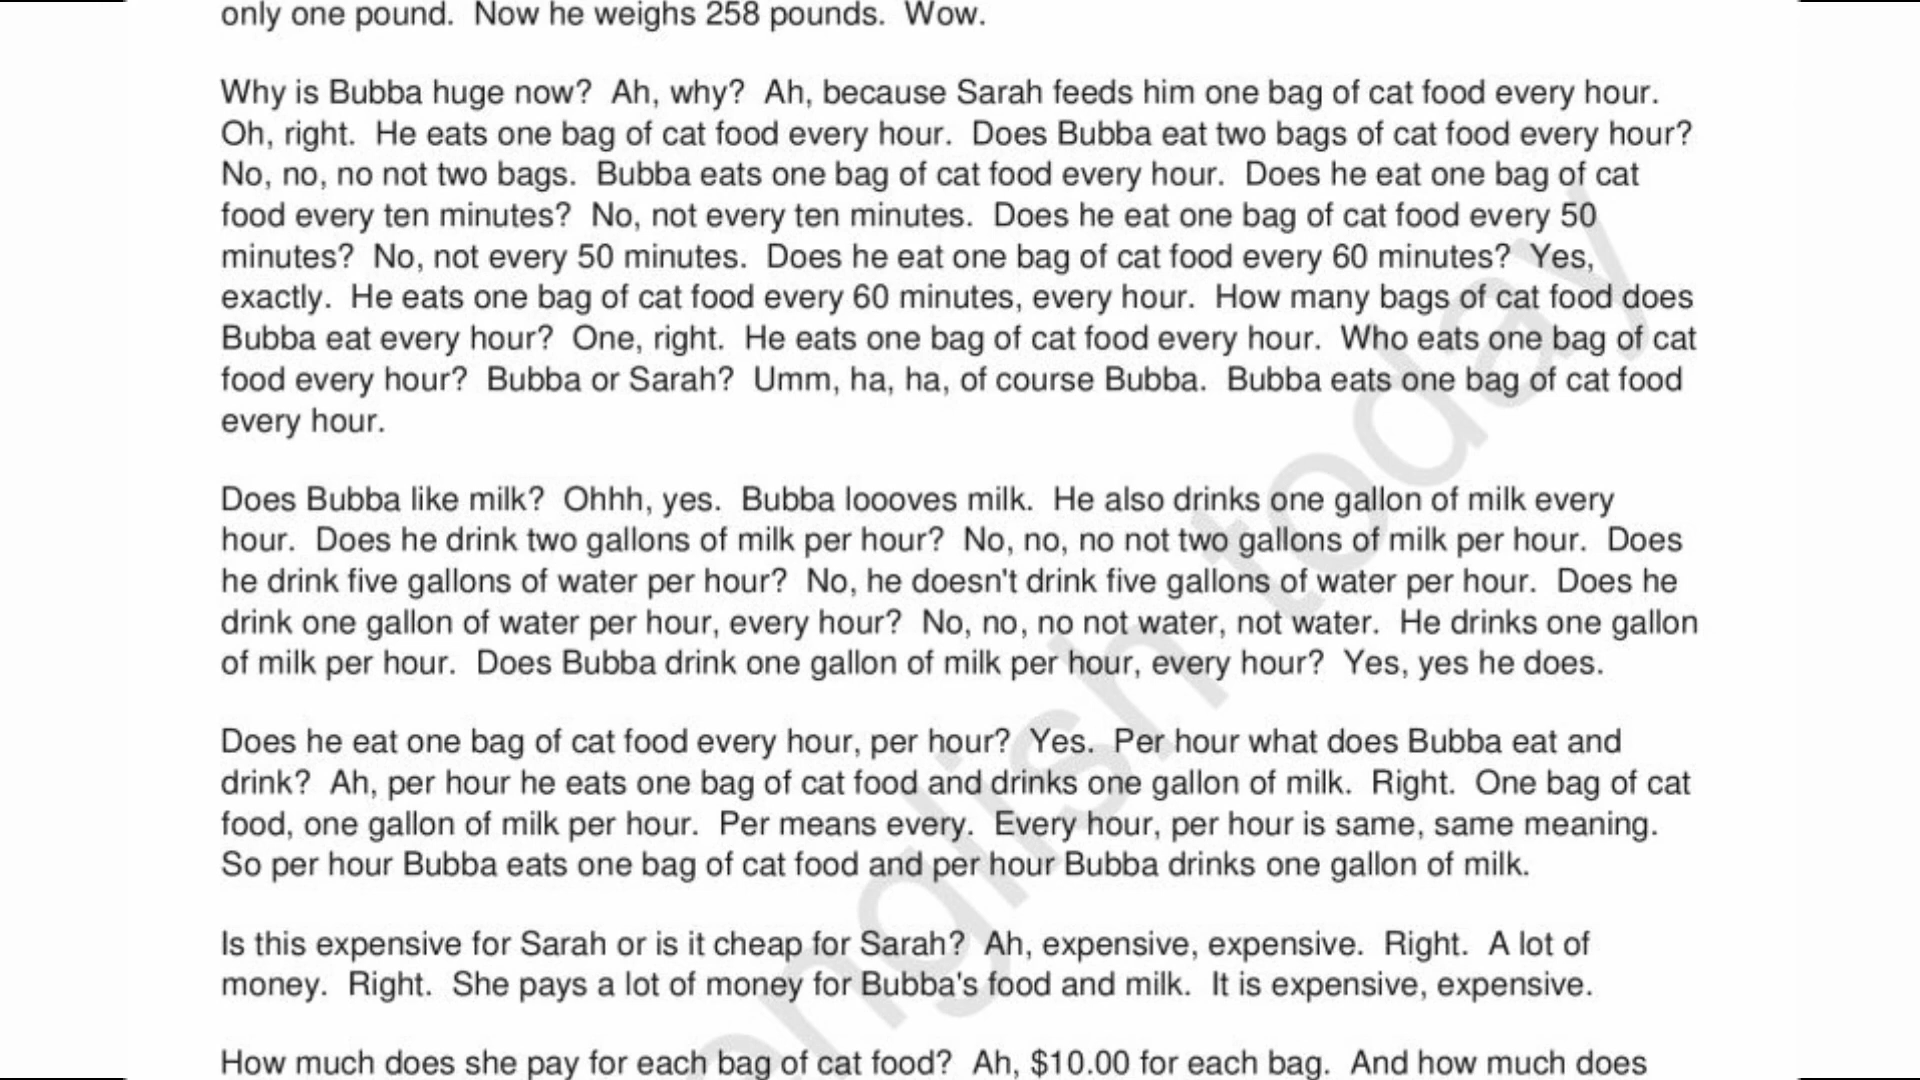 only one pound.  Now he weighs 258 pounds.  Wow.
Why is Bubba huge now?  Ah, why?  Ah, because Sarah feeds him one bag of cat food every hour.
Oh, right.  He eats one bag of cat food every hour.  Does Bubba eat two bags of cat food every hour?
No, no, no not two bags.  Bubba eats one bag of cat food every hour.  Does he eat one bag of cat
food every ten minutes?  No, not every ten minutes.  Does he eat one bag of cat food every 50
minutes?  No, not every 50 minutes.  Does he eat one bag of cat food every 60 minutes?  Yes,
exactly.  He eats one bag of cat food every 60 minutes, every hour.  How many bags of cat food does
Bubba eat every hour?  One, right.  He eats one bag of cat food every hour.  Who eats one bag of cat
food every hour?  Bubba or Sarah?  Umm, ha, ha, of course Bubba.  Bubba eats one bag of cat food
every hour.
Does Bubba like milk?  Ohhh, yes.  Bubba loooves milk.  He also drinks one gallon of milk every
hour.  Does he drink two gallons of milk per hour?  No, no, no not two gallons of milk per hour.  Does
he drink five gallons of water per hour?  No, he doesn't drink five gallons of water per hour.  Does he
drink one gallon of water per hour, every hour?  No, no, no not water, not water.  He drinks one gallon
of milk per hour.  Does Bubba drink one gallon of milk per hour, every hour?  Yes, yes he does.
Does he eat one bag of cat food every hour, per hour?  Yes.  Per hour what does Bubba eat and
drink?  Ah, per hour he eats one bag of cat food and drinks one gallon of milk.  Right.  One bag of cat
food, one gallon of milk per hour.  Per means every.  Every hour, per hour is same, same meaning.
So per hour Bubba eats one bag of cat food and per hour Bubba drinks one gallon of milk.
Is this expensive for Sarah or is it cheap for Sarah?  Ah, expensive, expensive.  Right.  A lot of
money.  Right.  She pays a lot of money for Bubba's food and milk.  It is expensive, expensive.
How much does she pay for each bag of cat food?  Ah, $10.00 for each bag.  And how much does
english today